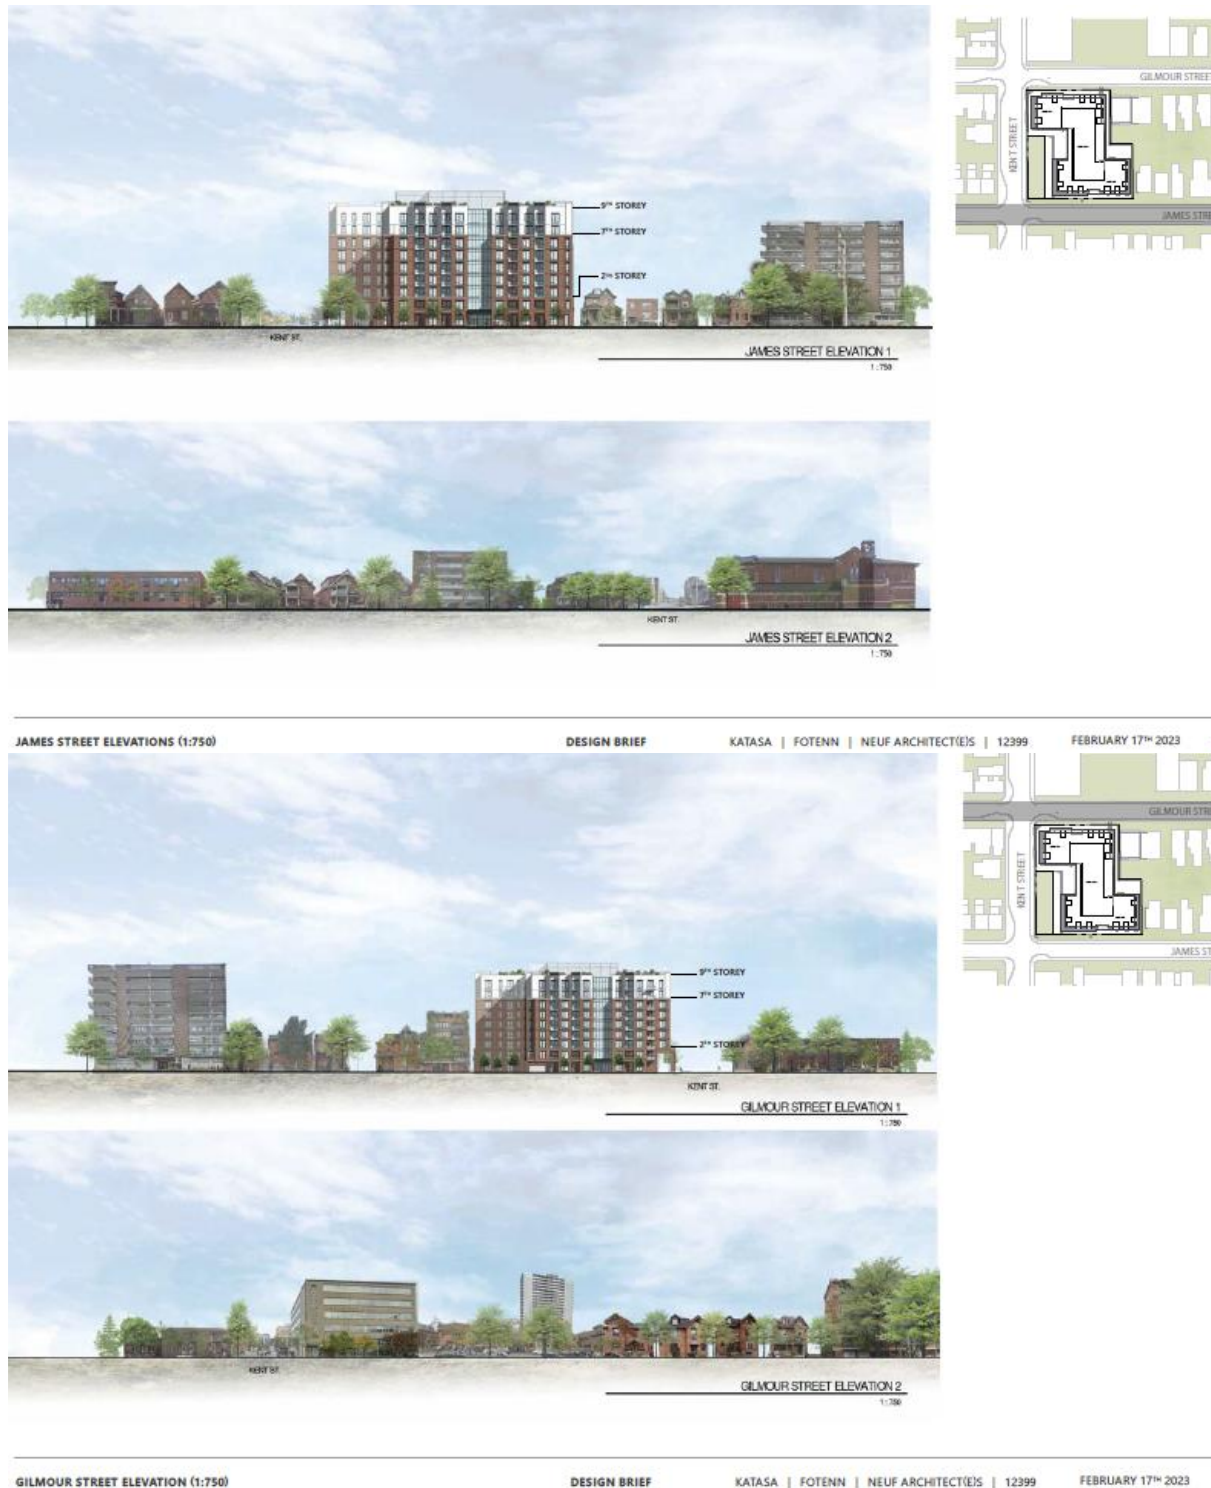 GILMOUR STREET
KENT STREET
JAMES STRE
9TH STOREY
7TH STOREY
2ND STOREY
KENT ST.
JAMES STREET ELEVATION 1
1:750
KENT ST.
JAMES STREET ELEVATION 2
1:750
JAMES STREET ELEVATIONS (1:750) DESIGN BRIEF KATASA | FOTENN | NEUF ARCHITECT(E)S | 12399 FEBRUARY 17TH 2023
GILMOUR STRE
KENT STREET
JAMES ST
9TH STOREY
7TH STOREY
2ND STOREY
KENT ST.
GILMOUR STREET ELEVATION 1
1:750
KENT ST.
GILMOUR STREET ELEVATION 2
1:750
GILMOUR STREET ELEVATION (1:750) DESIGN BRIEF KATASA | FOTENN | NEUF ARCHITECT(E)S | 12399 FEBRUARY 17TH 2023